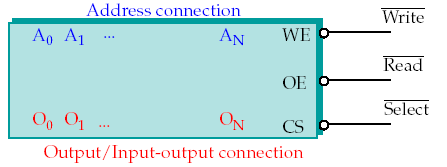 Address connection
A0 A1 ... AN WE Write
OE Read
O0 O1 ... ON CS Select
Output/Input-output connection